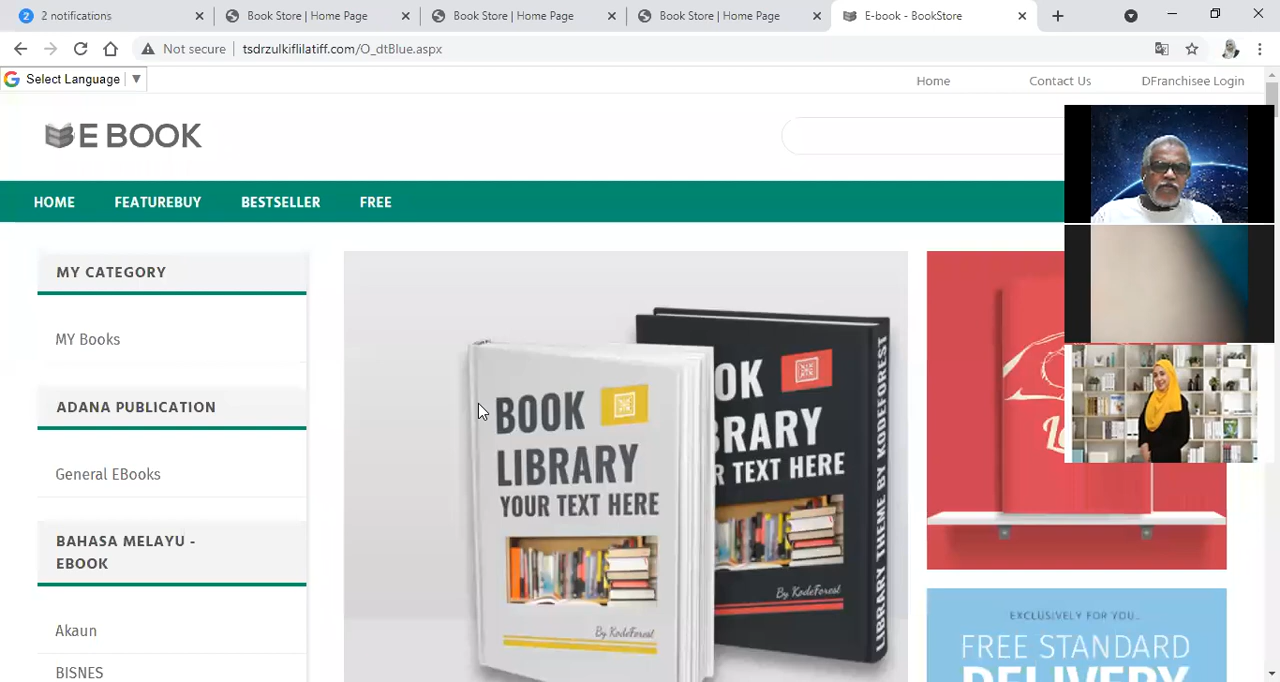 2 2 notifications
Book Store | Home Page
Book Store | Home Page
Book Store | Home Page
E-book - BookStore
Not secure | tsdrzulkiflilatiff.com/O_dtBlue.aspx
Select Language
Home
Contact Us
DFranchisee Login
E BOOK
HOME
FEATUREBUY
BESTSELLER
FREE
MY CATEGORY
MY Books
ADANA PUBLICATION
General EBooks
BAHASA MELAYU -
EBOOK
Akaun
BISNES
BOOK
LIBRARY
YOUR TEXT HERE
By KodeForest
OK
BRARY
R TEXT HERE
By KodeForest
LIBRARY THEME BY KODEFOREST
EXCLUSIVELY FOR YOU...
FREE STANDARD
DELIVERY